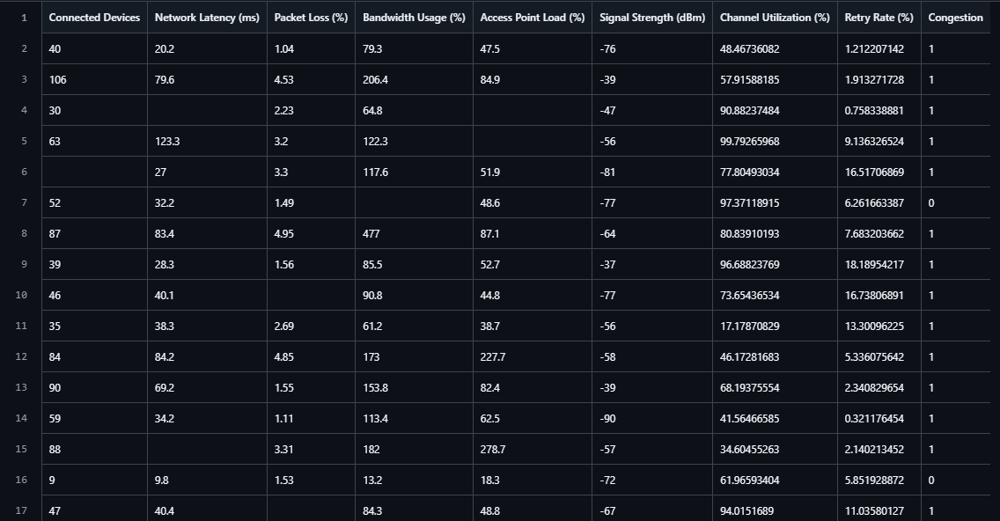 1 Connected Devices Network Latency (ms) Packet Loss (%) Bandwidth Usage (%) Access Point Load (%) Signal Strength (dBm) Channel Utilization (%) Retry Rate (%) Congestion
2 40 20.2 1.04 79.3 47.5 -76 48.46736082 1.212207142 1
3 106 79.6 4.53 206.4 84.9 -39 57.91588185 1.913271728 1
4 30 2.23 64.8 -47 90.88237484 0.758338881 1
5 63 123.3 3.2 122.3 -56 99.79265968 9.136326524 1
6 27 3.3 117.6 51.9 -81 77.80493034 16.51706869 1
7 52 32.2 1.49 48.6 -77 97.37118915 6.261663387 0
8 87 83.4 4.95 477 87.1 -64 80.83910193 7.683203662 1
9 39 28.3 1.56 85.5 52.7 -37 96.68823769 18.18954217 1
10 46 40.1 90.8 44.8 -77 73.65436534 16.73806891 1
11 35 38.3 2.69 61.2 38.7 -56 17.17870829 13.30096225 1
12 84 84.2 4.85 173 227.7 -58 46.17281683 5.336075642 1
13 90 69.2 1.55 153.8 82.4 -39 68.19375554 2.340829654 1
14 59 34.2 1.11 113.4 62.5 -90 41.56466585 0.321176454 1
15 88 3.31 182 278.7 -57 34.60455263 2.140213452 1
16 9 9.8 1.53 13.2 18.3 -72 61.96593404 5.851928872 0
17 47 40.4 84.3 48.8 -67 94.0151689 11.03580127 1